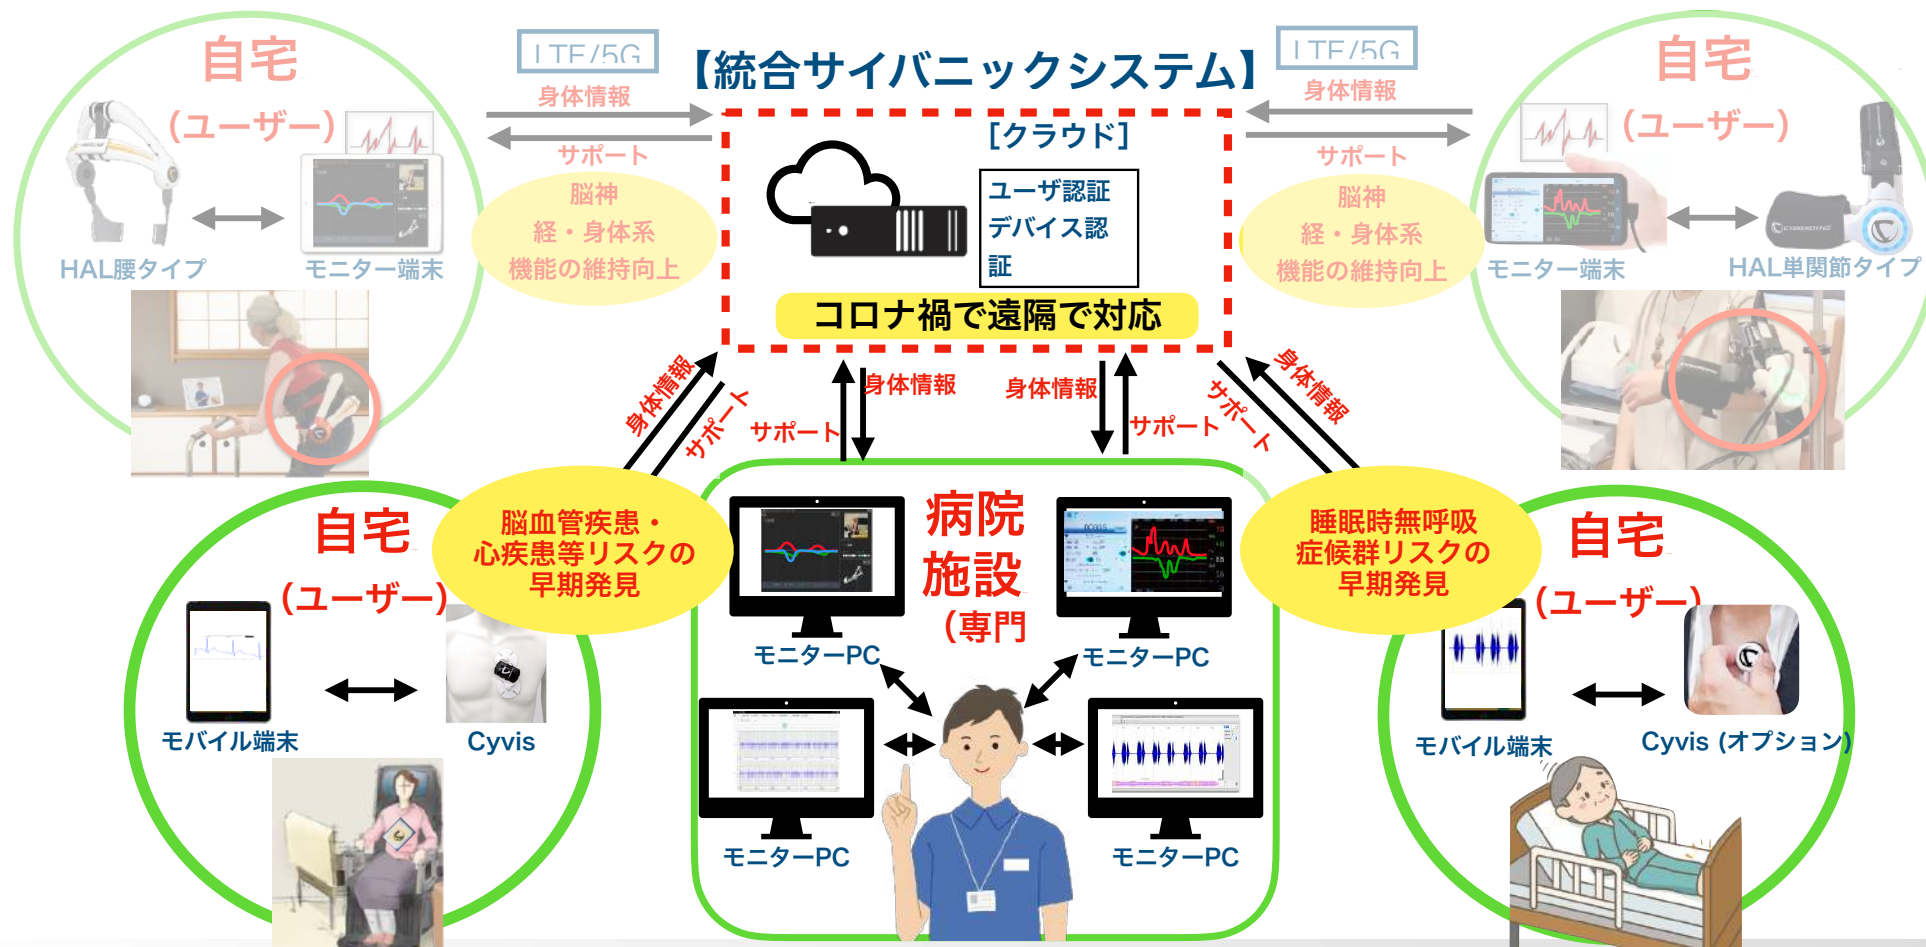 LTE/5G
【統合サイバニックシステム】
LTE/5G
自宅
(ユーザー)
身体情報
サポート
脳神
経・身体系
機能の維持向上
HAL腰タイプ
モニター端末
[クラウド]
ユーザ認証
デバイス認
証
コロナ禍で遠隔で対応
身体情報
サポート
脳神
経・身体系
機能の維持向上
自宅
(ユーザー)
モニター端末
HAL単関節タイプ
CYBERDYNE
身体情報
サポート
サポート
身体情報
身体情報
サポート
サポート
身体情報
自宅
(ユーザー)
脳血管疾患・
心疾患等リスクの
早期発見
モバイル端末
Cyvis
病院
施設
(専門
モニターPC
モニターPC
モニターPC
モニターPC
睡眠時無呼吸
症候群リスクの
早期発見
自宅
(ユーザー)
モバイル端末
Cyvis (オプション)